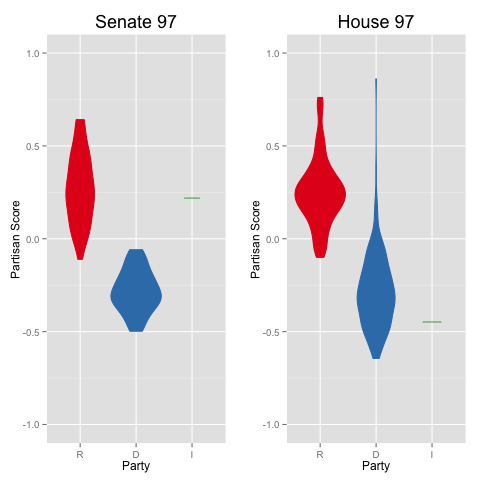 Senate 97
1.0
0.5
0.0
-0.5
-1.0
Partisan Score
R D I
Party
House 97
1.0
0.5
0.0
-0.5
-1.0
Partisan Score
R D I
Party